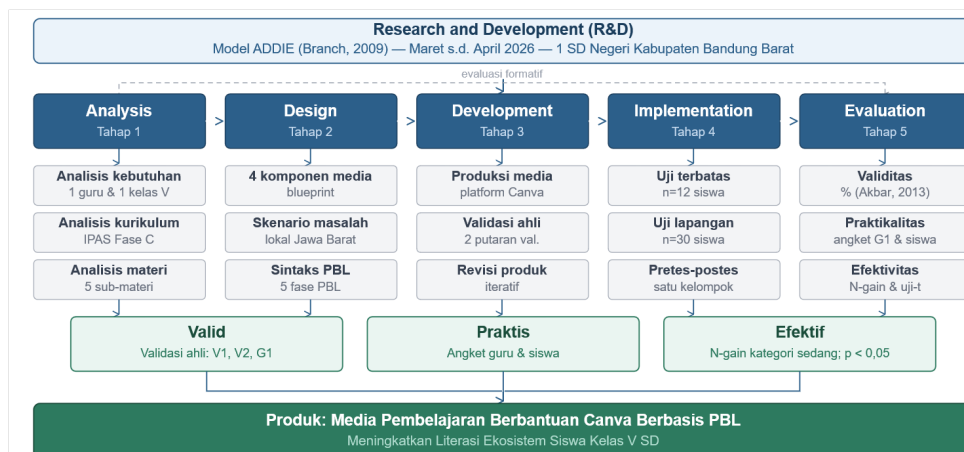 Research and Development (R&D)
Model ADDIE (Branch, 2009) — Maret s.d. April 2026 — 1 SD Negeri Kabupaten Bandung Barat
evaluasi formatif
Analysis
Tahap 1
>
Design
Tahap 2
>
Development
Tahap 3
>
Implementation
Tahap 4
>
Evaluation
Tahap 5
Analisis kebutuhan
1 guru & 1 kelas V
4 komponen media
blueprint
Produksi media
platform Canva
Uji terbatas
n=12 siswa
Validitas
% (Akbar, 2013)
Analisis kurikulum
IPAS Fase C
Skenario masalah
lokal Jawa Barat
Validasi ahli
2 putaran val.
Uji lapangan
n=30 siswa
Praktikalitas
angket G1 & siswa
Analisis materi
5 sub-materi
Sintaks PBL
5 fase PBL
Revisi produk
iteratif
Pretes-postes
satu kelompok
Efektivitas
N-gain & uji-t
Valid
Validasi ahli: V1, V2, G1
Praktis
Angket guru & siswa
Efektif
N-gain kategori sedang; p < 0,05
Produk: Media Pembelajaran Berbantuan Canva Berbasis PBL
Meningkatkan Literasi Ekosistem Siswa Kelas V SD